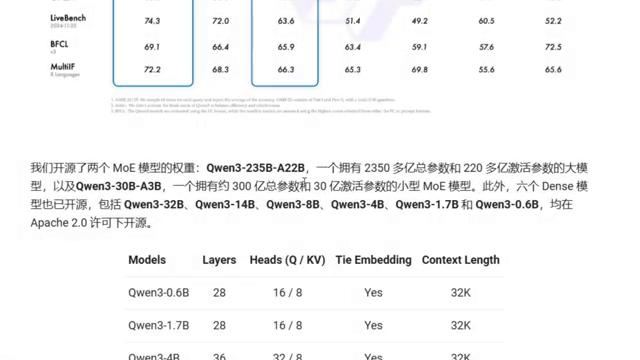 LiveBench 74.3 72.0 63.6 51.4 49.2 60.5 52.2
2024-11-25
BFCL 69.1 66.4 65.9 63.4 59.1 57.6 72.5
v3
MultiIF 72.2 68.3 66.3 65.3 69.8 55.6 65.6
8 Languages
我们开源了两个 MoE 模型的权重：Qwen3-235B-A22B，一个拥有 2350 多亿总参数和 220 多亿激活参数的大模
型，以及Qwen3-30B-A3B，一个拥有约 300 亿总参数和 30 亿激活参数的小型 MoE 模型。此外，六个 Dense 模
型也已开源，包括 Qwen3-32B、Qwen3-14B、Qwen3-8B、Qwen3-4B、Qwen3-1.7B 和 Qwen3-0.6B，均在
Apache 2.0 许可下开源。
Models Layers Heads (Q / KV) Tie Embedding Context Length
Qwen3-0.6B 28 16 / 8 Yes 32K
Qwen3-1.7B 28 16 / 8 Yes 32K
Qwen3-4B 36 32 / 8 Yes 32K